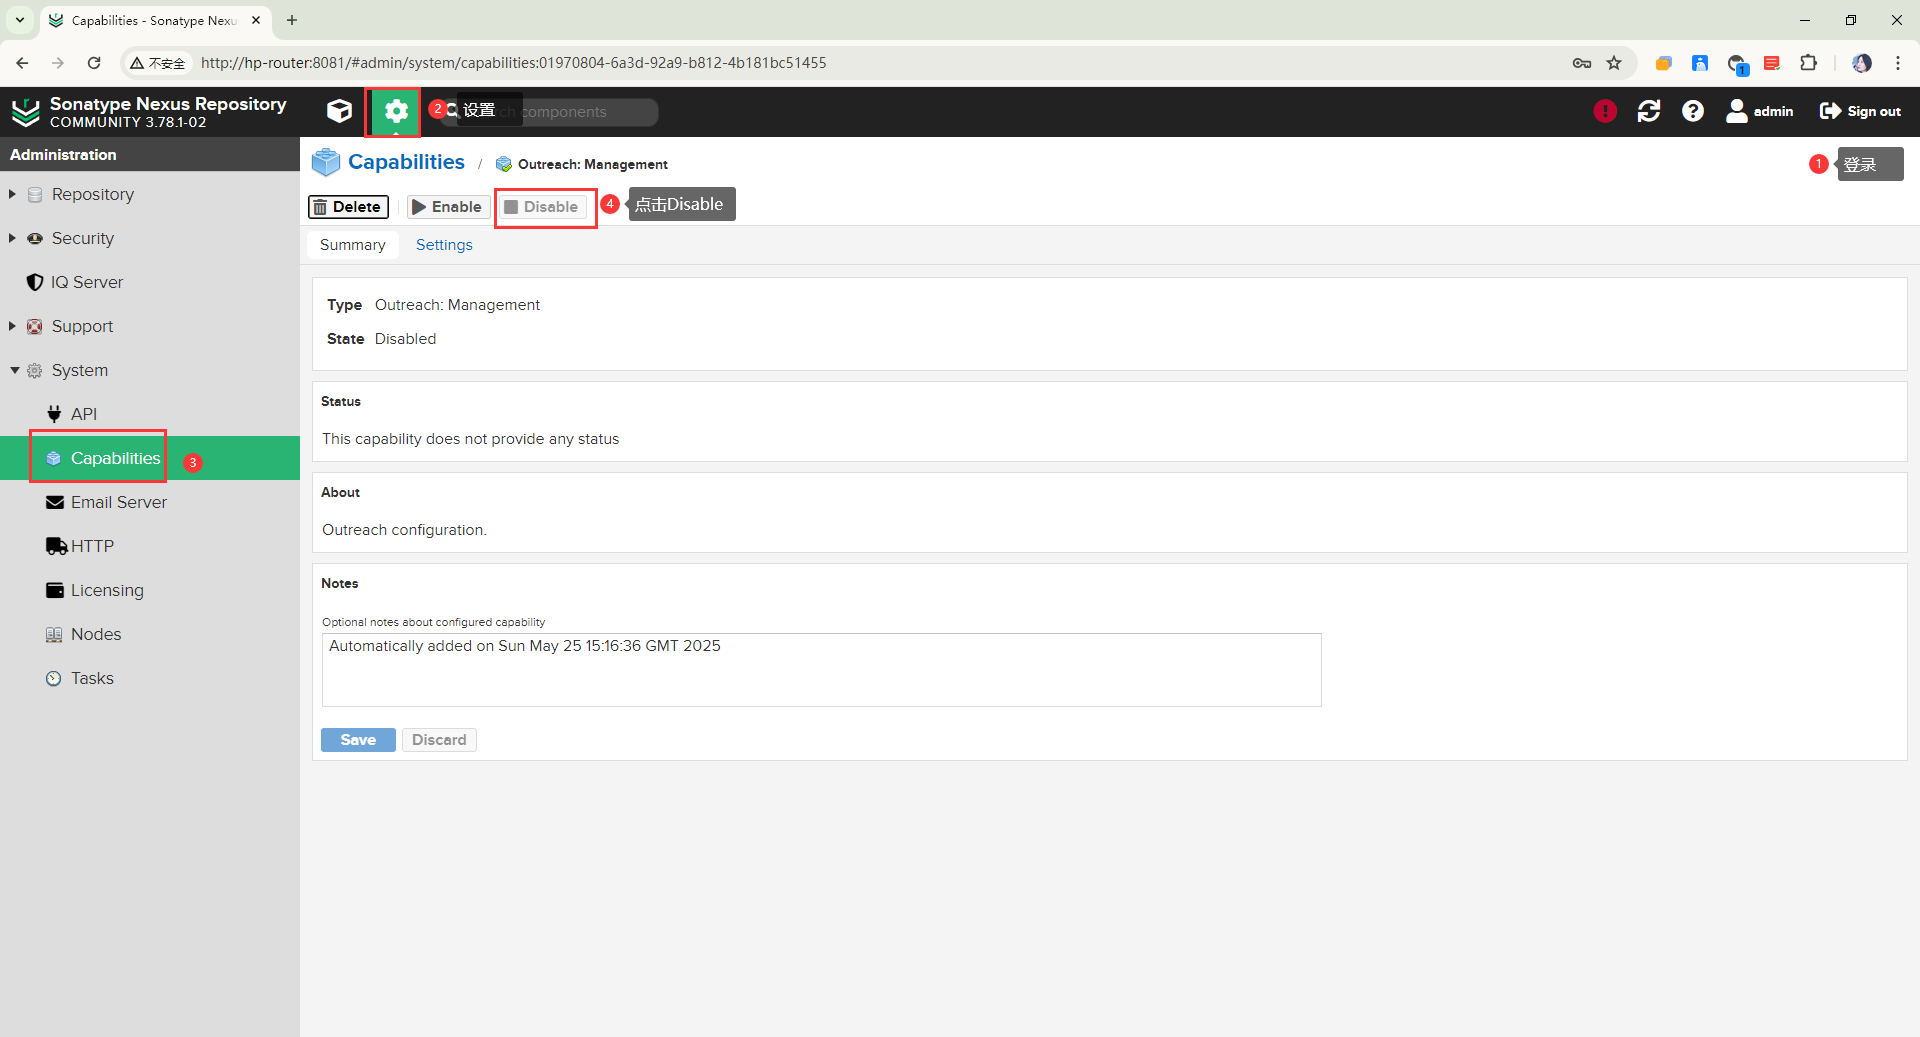 Capabilities - Sonatype Nexu
不安全
http://hp-router:8081/#admin/system/capabilities:01970804-6a3d-92a9-b812-4b181bc51455
1
Sonatype Nexus Repository
COMMUNITY 3.78.1-02
2
设置
components
admin
Sign out
Administration
Capabilities / Outreach: Management
1
登录
Repository
Delete
Enable
Disable
4
点击Disable
Security
Summary
Settings
IQ Server
Type Outreach: Management
Support
State Disabled
System
Status
API
This capability does not provide any status
Capabilities
3
About
Email Server
Outreach configuration.
HTTP
Notes
Licensing
Optional notes about configured capability
Nodes
Automatically added on Sun May 25 15:16:36 GMT 2025
Tasks
Save
Discard